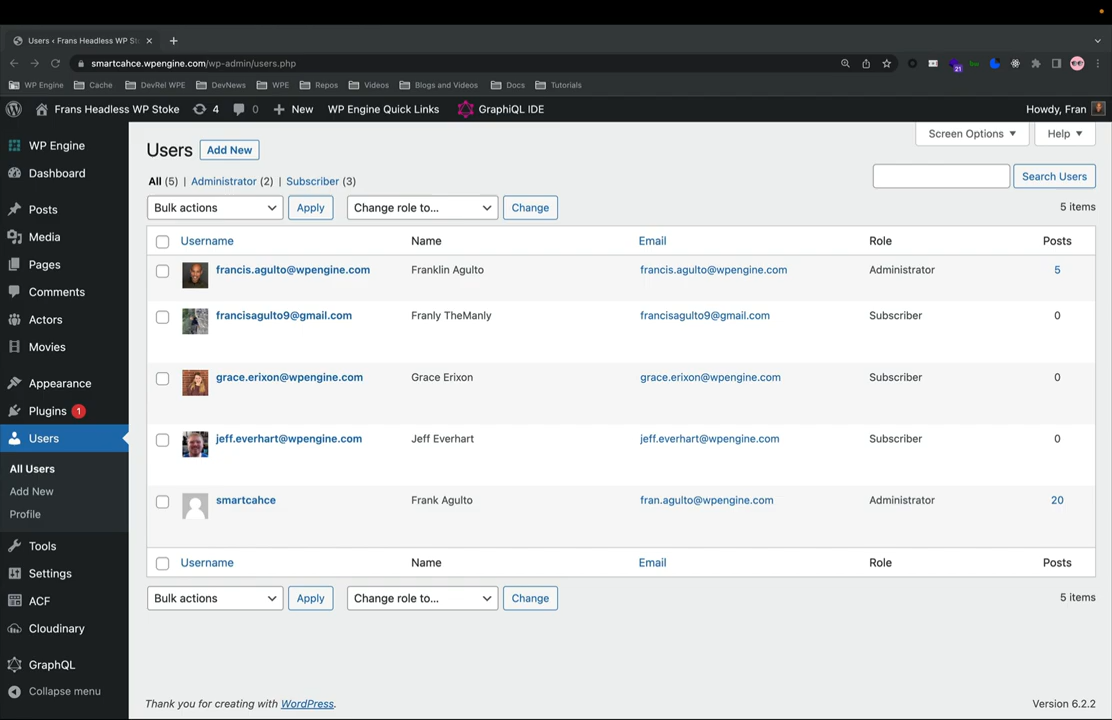 Users ‹ Frans Headless WP St
smartcahce.wpengine.com/wp-admin/users.php
WP Engine Cache DevRel WPE DevNews WPE Repos Videos Blogs and Videos Docs Tutorials
21
Frans Headless WP Stoke 4 0 New WP Engine Quick Links GraphiQL IDE Howdy, Fran
WP Engine
Dashboard
Posts
Media
Pages
Comments
Actors
Movies
Appearance
Plugins 1
Users
All Users
Add New
Profile
Tools
Settings
ACF
Cloudinary
GraphQL
Collapse menu
Screen Options Help
Users Add New
All (5) | Administrator (2) | Subscriber (3)
Search Users
Bulk actions Apply Change role to... Change 5 items
Username Name Email Role Posts
francis.agulto@wpengine.com Franklin Agulto francis.agulto@wpengine.com Administrator 5
francisagulto9@gmail.com Franly TheManly francisagulto9@gmail.com Subscriber 0
grace.erixon@wpengine.com Grace Erixon grace.erixon@wpengine.com Subscriber 0
jeff.everhart@wpengine.com Jeff Everhart jeff.everhart@wpengine.com Subscriber 0
smartcahce Frank Agulto fran.agulto@wpengine.com Administrator 20
Username Name Email Role Posts
Bulk actions Apply Change role to... Change 5 items
Thank you for creating with WordPress. Version 6.2.2